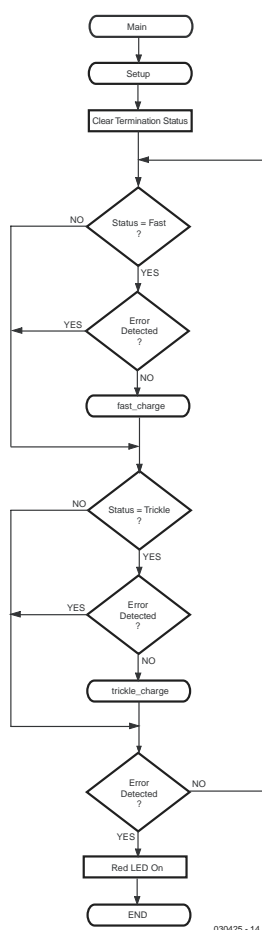 Main
Setup
Clear Termination Status
NO
Status = Fast
?
YES
YES
Error
Detected
?
NO
fast_charge
NO
Status = Trickle
?
YES
YES
Error
Detected
?
NO
trickle_charge
Error
Detected
?
NO
YES
Red LED On
END
030425 - 14